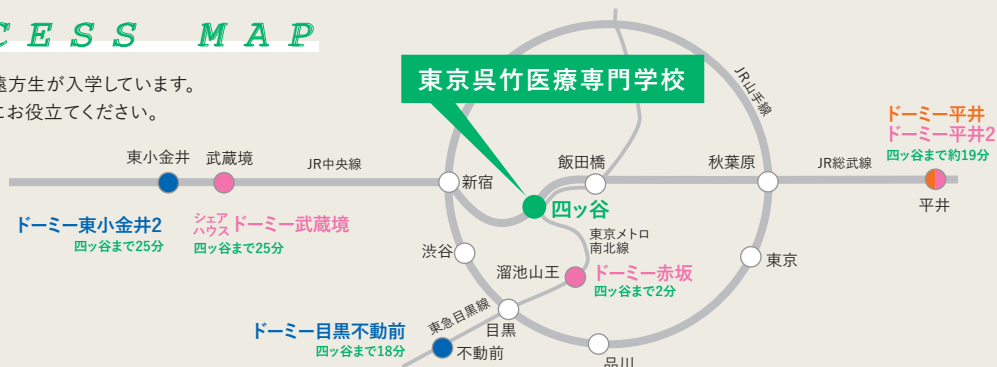 CESS MAP
遠方生が入学しています。
にお役立てください。
東京呉竹医療専門学校
JR山手線
ドーミー平井
ドーミー平井2
四ッ谷まで約19分
平井
東小金井
武蔵境
JR中央線
新宿
飯田橋
秋葉原
JR総武線
四ッ谷
ドーミー東小金井2
四ッ谷まで25分
シェア
ハウス
ドーミー武蔵境
四ッ谷まで25分
東京メトロ
南北線
渋谷
溜池山王
ドーミー赤坂
四ッ谷まで2分
東京
東急目黒線
目黒
ドーミー目黒不動前
四ッ谷まで18分
不動前
品川